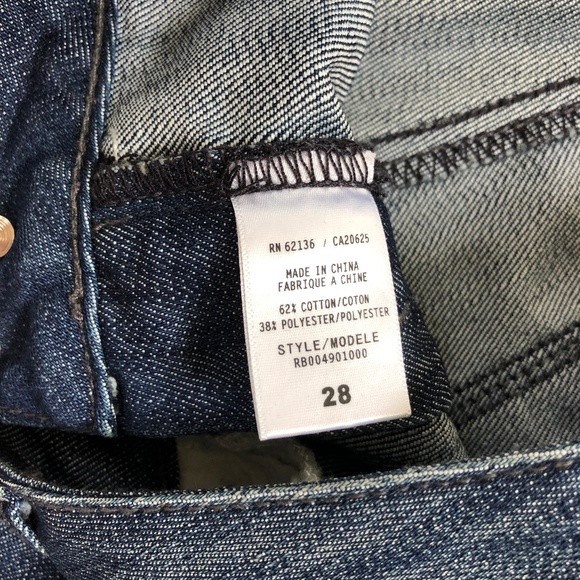 RN 62136 / CA20625
MADE IN CHINA
FABRIQUE A CHINE
62% COTTON/COTON
38% POLYESTER/POLYESTER
STYLE/MODELE
RB004901000
28